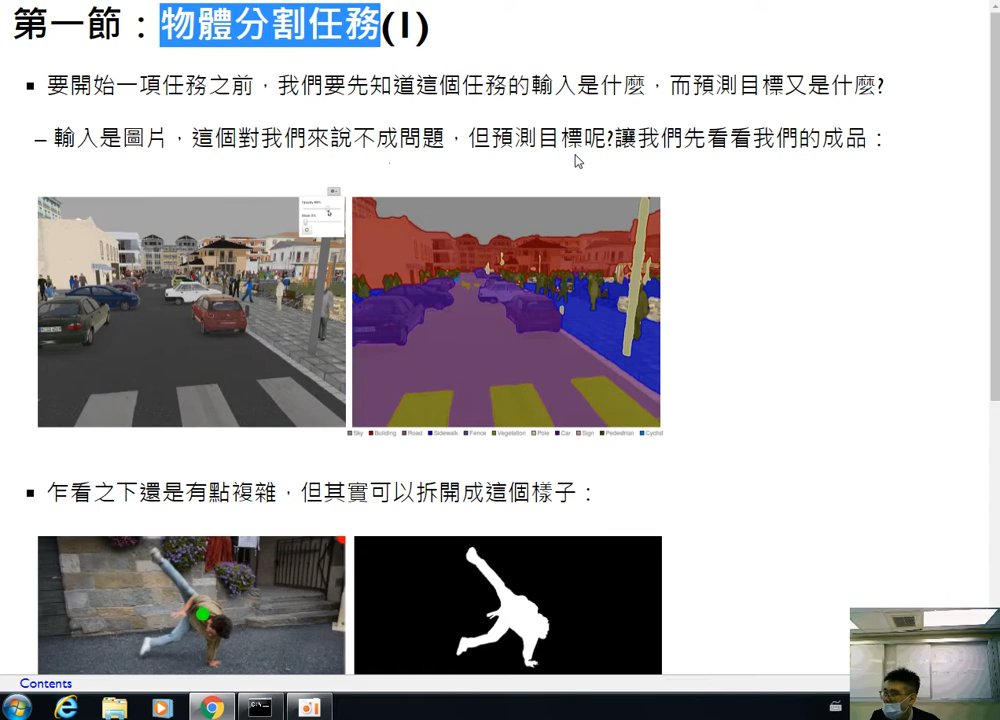 第一節：物體分割任務(1)
▪ 要開始一項任務之前，我們要先知道這個任務的輸入是什麼，而預測目標又是什麼?
– 輸入是圖片，這個對我們來說不成問題，但預測目標呢?讓我們先看看我們的成品：
Sky Building Road Sidewalk Fence Vegetation Pole Car Sign Pedestrian Cyclist
▪ 乍看之下還是有點複雜，但其實可以拆開成這個樣子：
Contents